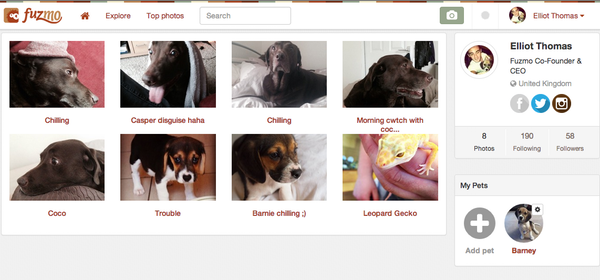 fuzmo
Explore
Top photos
Search
Elliot Thomas
Chilling
Casper disguise haha
Chilling
Morning cwtch with
coc...
Coco
Trouble
Barnie chilling ;)
Leopard Gecko
Elliot Thomas
Fuzmo Co-Founder &
CEO
United Kingdom
8
Photos
190
Following
58
Followers
My Pets
Add pet
Barney